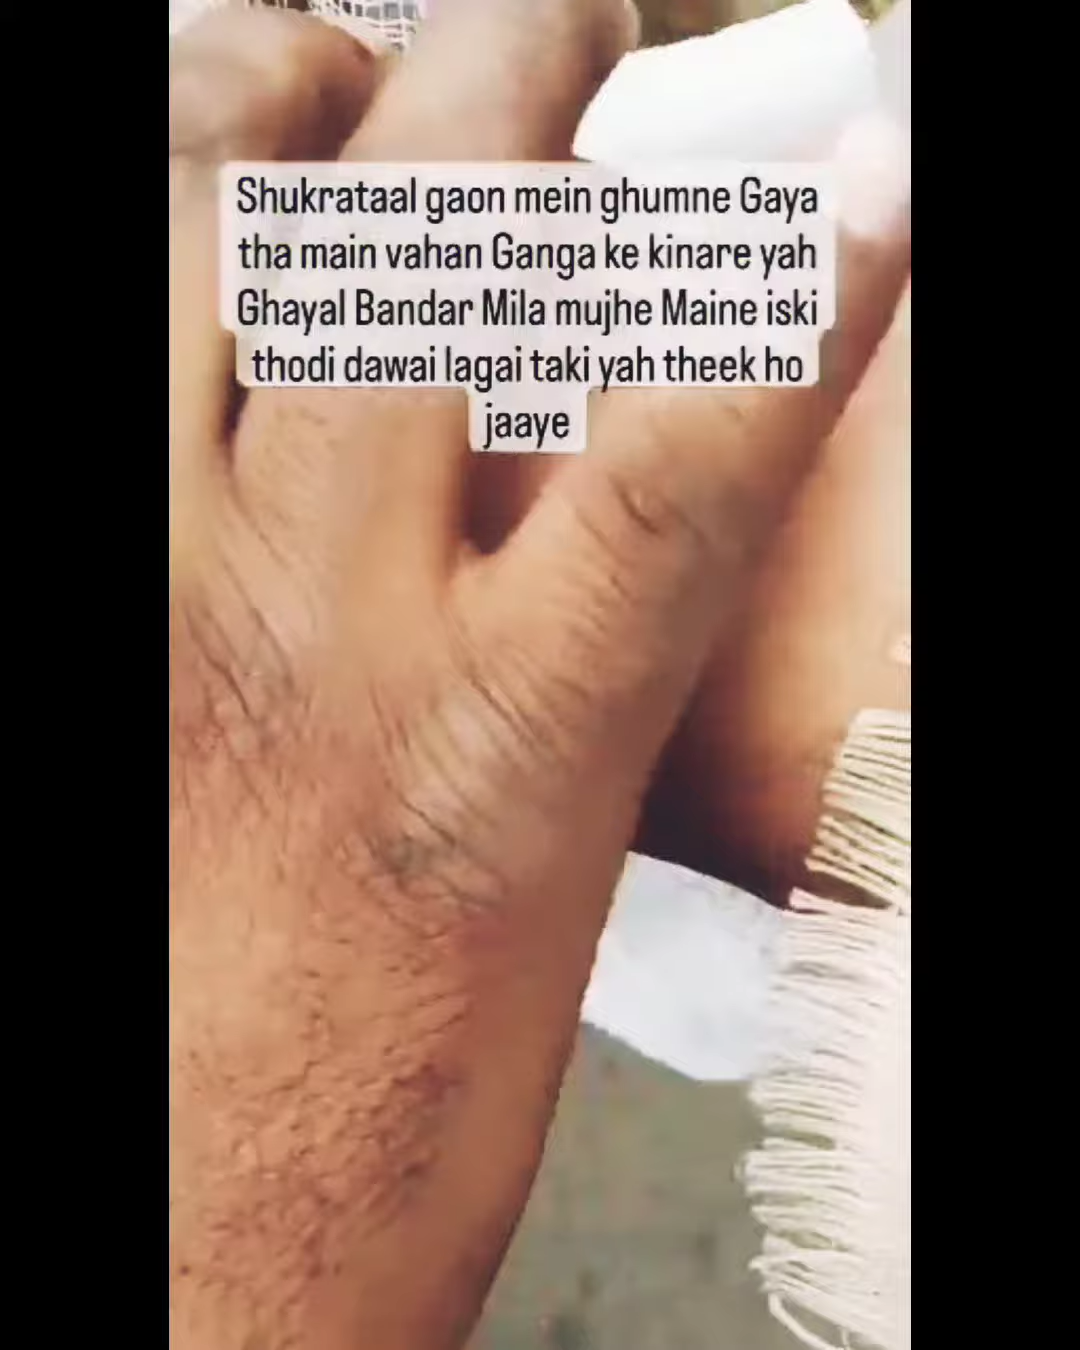 Shukrataal gaon mein ghumne Gaya
tha main vahan Ganga ke kinare yah
Ghayal Bandar Mila mujhe Maine iski
thodi dawai lagai taki yah theek ho
jaaye